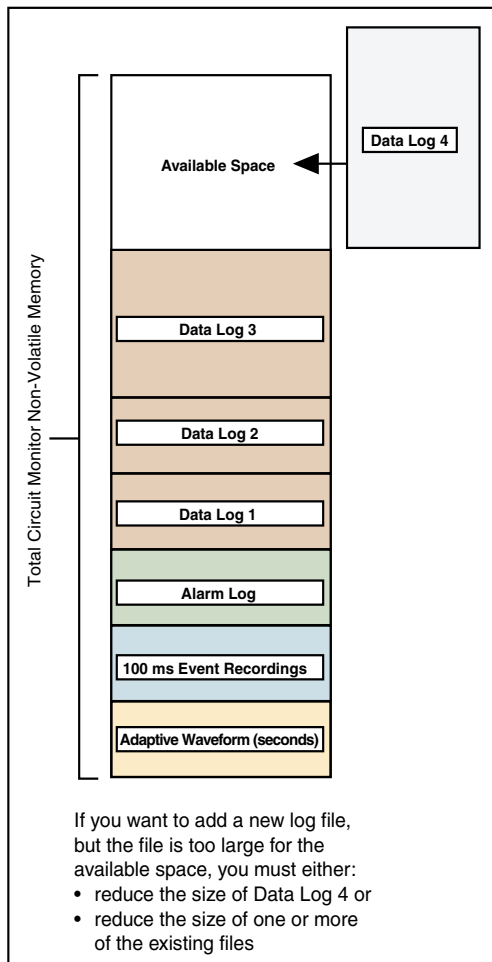 Data Log 4
Available Space
Data Log 3
Data Log 2
Data Log 1
Alarm Log
100 ms Event Recordings
Adaptive Waveform (seconds)
Total Circuit Monitor Non-Volatile Memory
If you want to add a new log file,
but the file is too large for the
available space, you must either:
• reduce the size of Data Log 4 or
• reduce the size of one or more
of the existing files